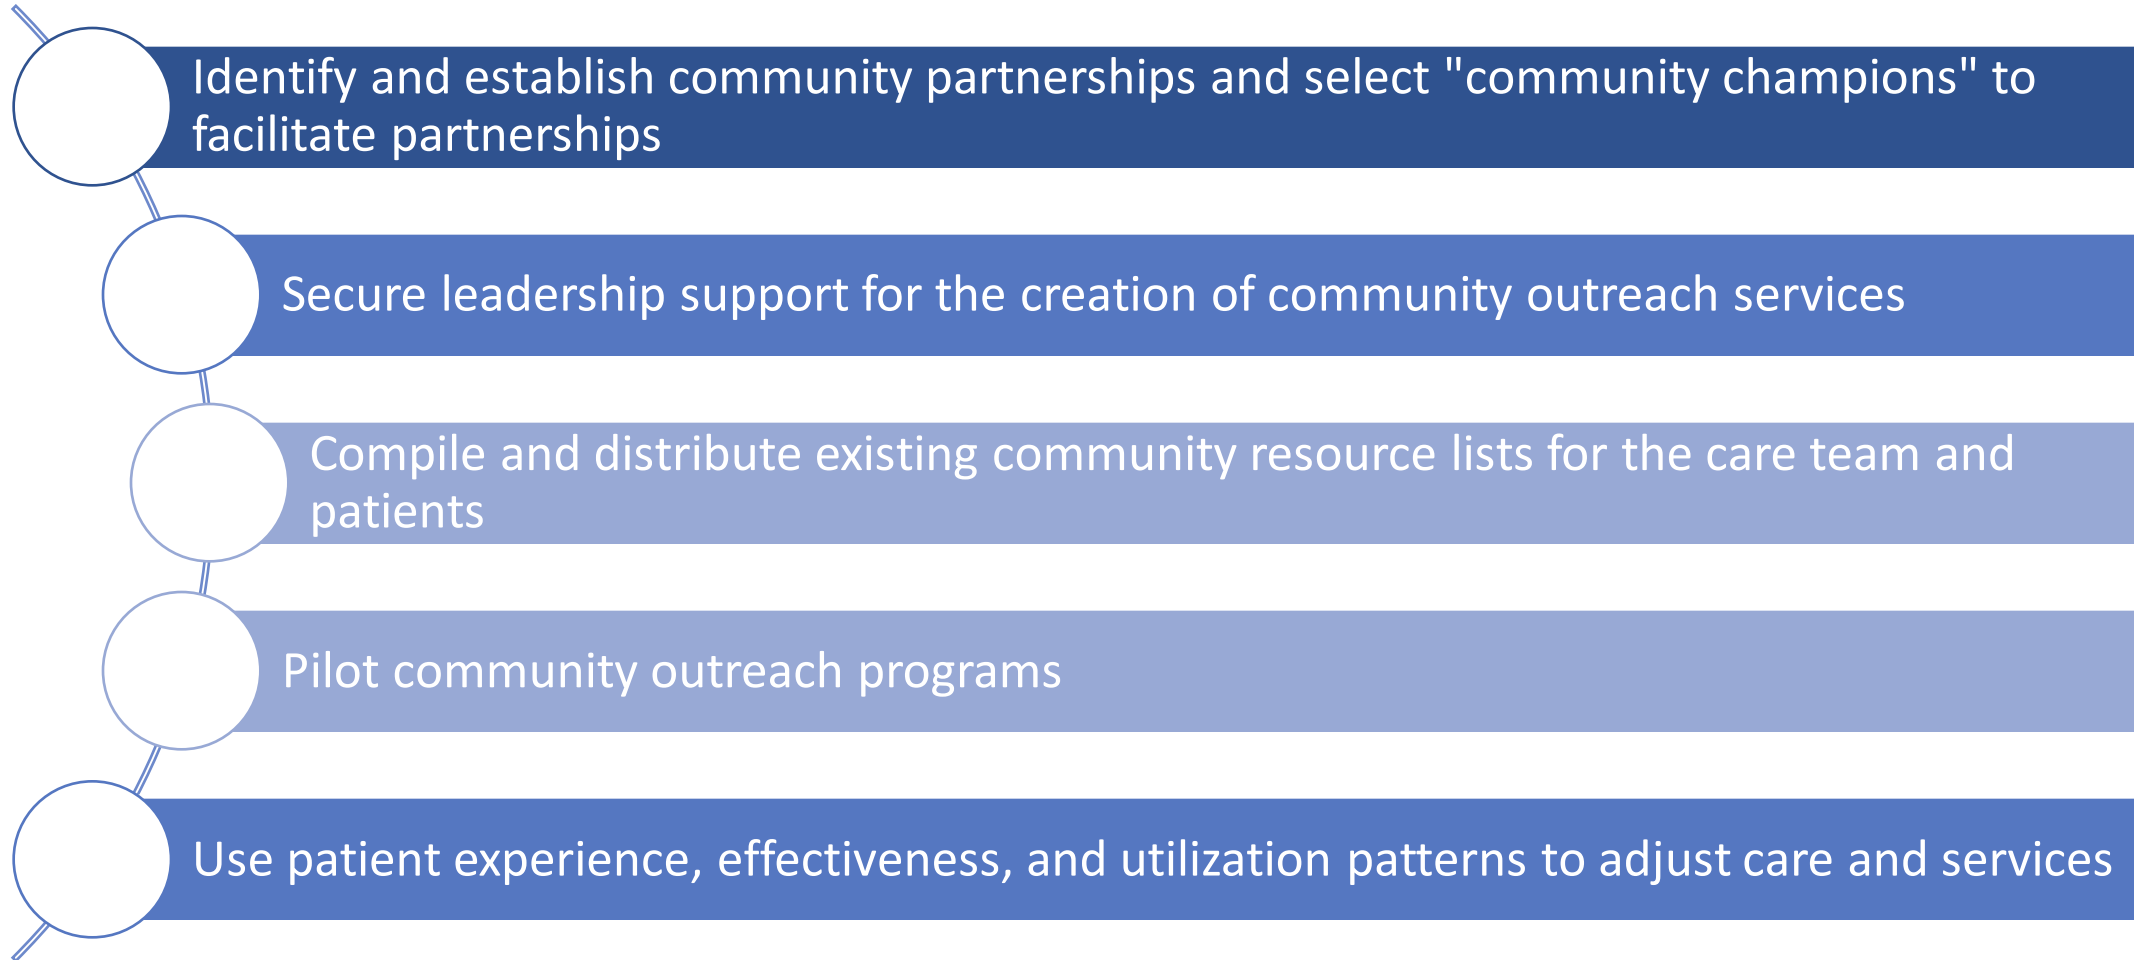 Identify and establish community partnerships and select "community champions" to
facilitate partnerships
Secure leadership support for the creation of community outreach services
Compile and distribute existing community resource lists for the care team and
patients
Pilot community outreach programs
Use patient experience, effectiveness, and utilization patterns to adjust care and services